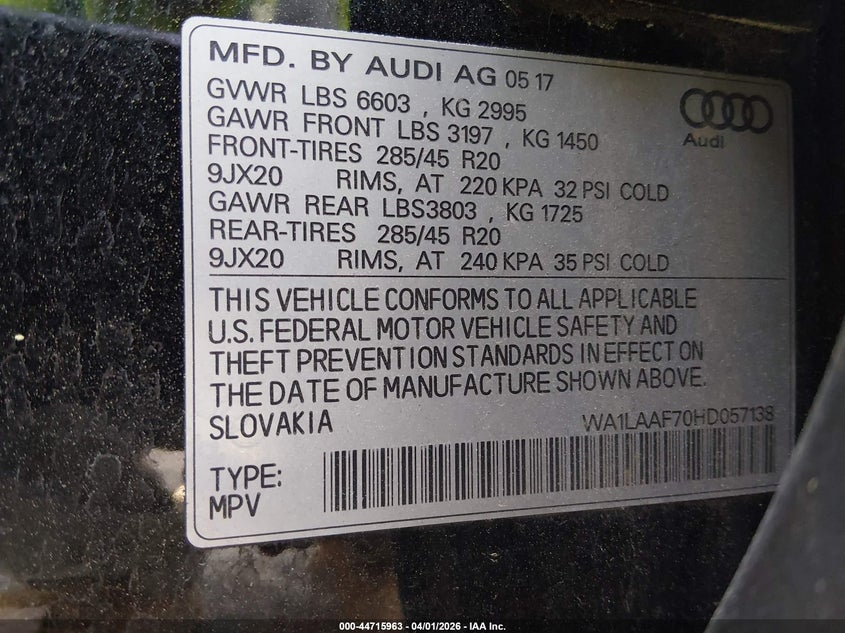 MFD. BY AUDI AG 05 17
GVWR LBS 6603 , KG 2995
GAWR FRONT LBS 3197 , KG 1450
FRONT-TIRES 285/45 R20
9JX20 RIMS, AT 220 KPA 32 PSI COLD
GAWR REAR LBS3803 , KG 1725
REAR-TIRES 285/45 R20
9JX20 RIMS, AT 240 KPA 35 PSI COLD
Audi
THIS VEHICLE CONFORMS TO ALL APPLICABLE
U.S. FEDERAL MOTOR VEHICLE SAFETY AND
THEFT PREVENTION STANDARDS IN EFFECT ON
THE DATE OF MANUFACTURE SHOWN ABOVE.
SLOVAKIA
WA1LAAF70HD057138
TYPE:
MPV
000-44715963 - 04/01/2026 - IAA Inc.